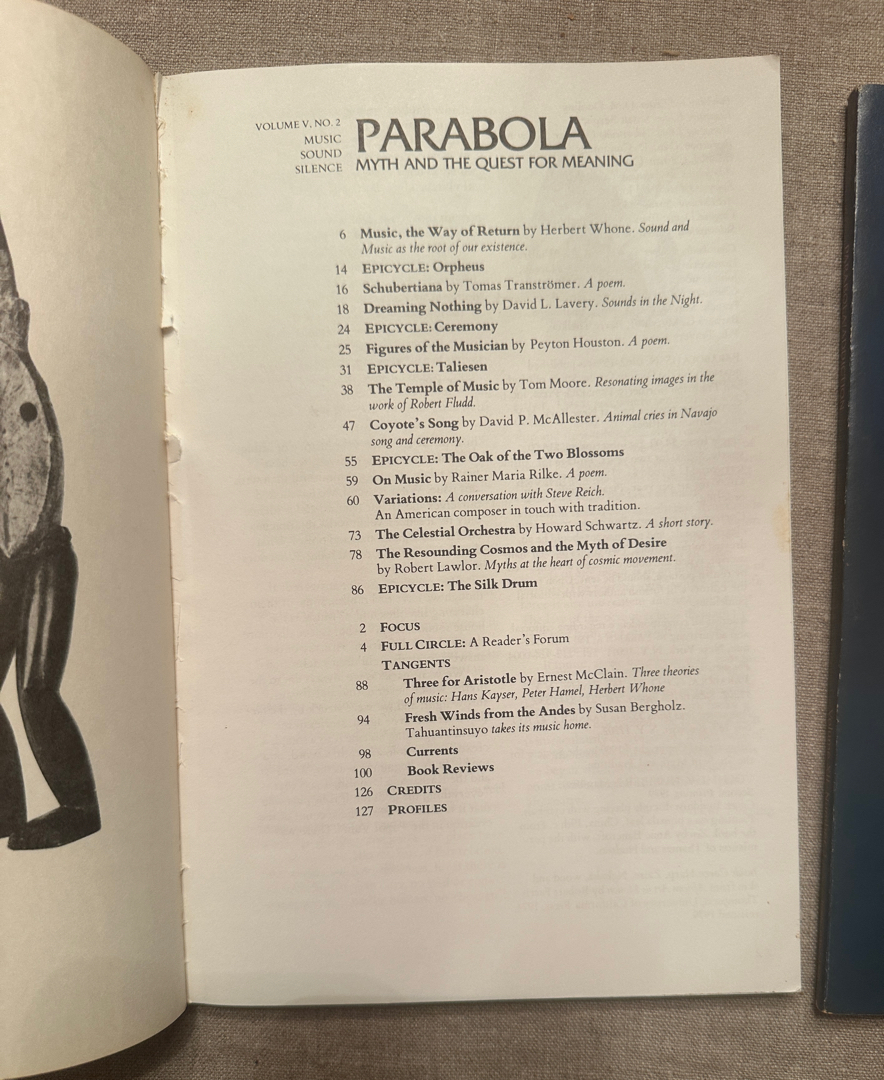 VOLUME V, NO. 2
MUSIC
SOUND
SILENCE
PARABOLA
MYTH AND THE QUEST FOR MEANING
6 Music, the Way of Return by Herbert Whone. Sound and
Music as the root of our existence.
14 EPICYCLE: Orpheus
16 Schubertiana by Tomas Tranströmer. A poem.
18 Dreaming Nothing by David L. Lavery. Sounds in the Night.
24 EPICYCLE: Ceremony
25 Figures of the Musician by Peyton Houston. A poem.
31 EPICYCLE: Taliesen
38 The Temple of Music by Tom Moore. Resonating images in the
work of Robert Fludd.
47 Coyote's Song by David P. McAllester. Animal cries in Navajo
song and ceremony.
55 EPICYCLE: The Oak of the Two Blossoms
59 On Music by Rainer Maria Rilke. A poem.
60 Variations: A conversation with Steve Reich.
An American composer in touch with tradition.
73 The Celestial Orchestra by Howard Schwartz. A short story.
78 The Resounding Cosmos and the Myth of Desire
by Robert Lawlor. Myths at the heart of cosmic movement.
86 EPICYCLE: The Silk Drum
2 FOCUS
4 FULL CIRCLE: A Reader's Forum
TANGENTS
88 Three for Aristotle by Ernest McClain. Three theories
of music: Hans Kayser, Peter Hamel, Herbert Whone
94 Fresh Winds from the Andes by Susan Bergholz.
Tahuantinsuyo takes its music home.
98 Currents
100 Book Reviews
126 CREDITS
127 PROFILES